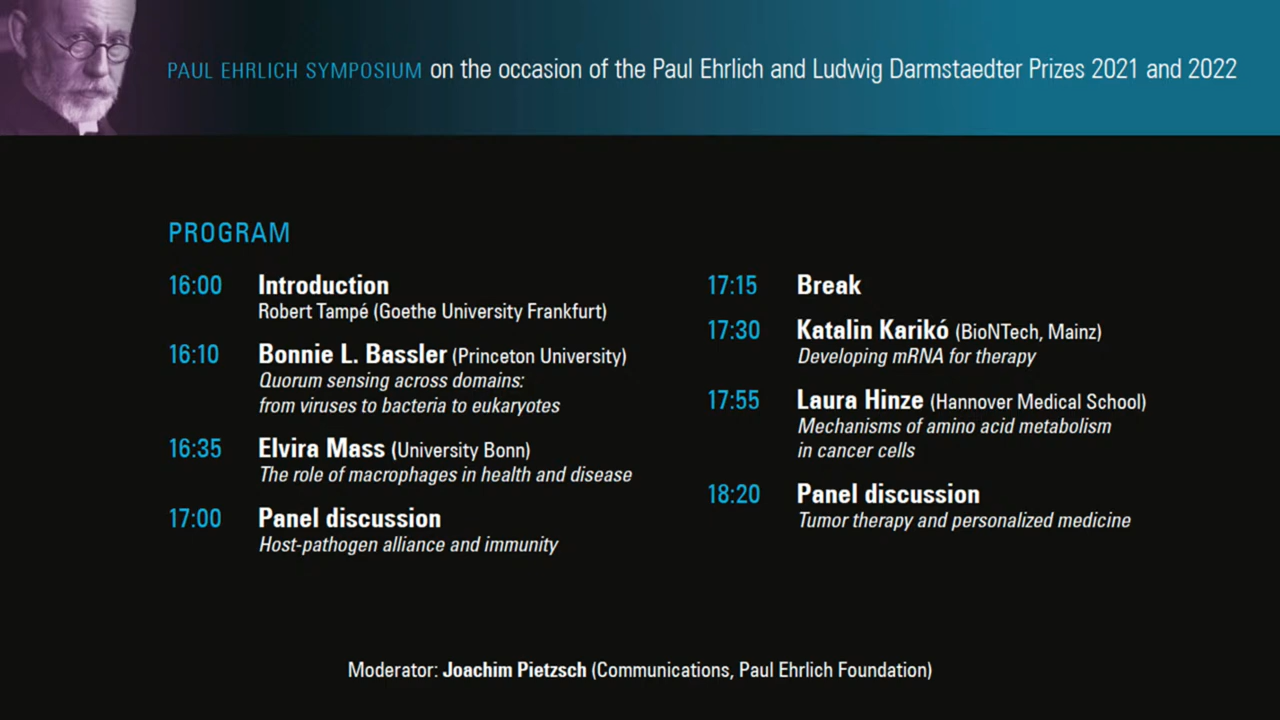 PAUL EHRLICH SYMPOSIUM on the occasion of the Paul Ehrlich and Ludwig Darmstaedter Prizes 2021 and 2022
PROGRAM
16:00 Introduction
Robert Tampé (Goethe University Frankfurt)
16:10 Bonnie L. Bassler (Princeton University)
Quorum sensing across domains:
from viruses to bacteria to eukaryotes
16:35 Elvira Mass (University Bonn)
The role of macrophages in health and disease
17:00 Panel discussion
Host-pathogen alliance and immunity
17:15 Break
17:30 Katalin Karikó (BioNTech, Mainz)
Developing mRNA for therapy
17:55 Laura Hinze (Hannover Medical School)
Mechanisms of amino acid metabolism
in cancer cells
18:20 Panel discussion
Tumor therapy and personalized medicine
Moderator: Joachim Pietzsch (Communications, Paul Ehrlich Foundation)